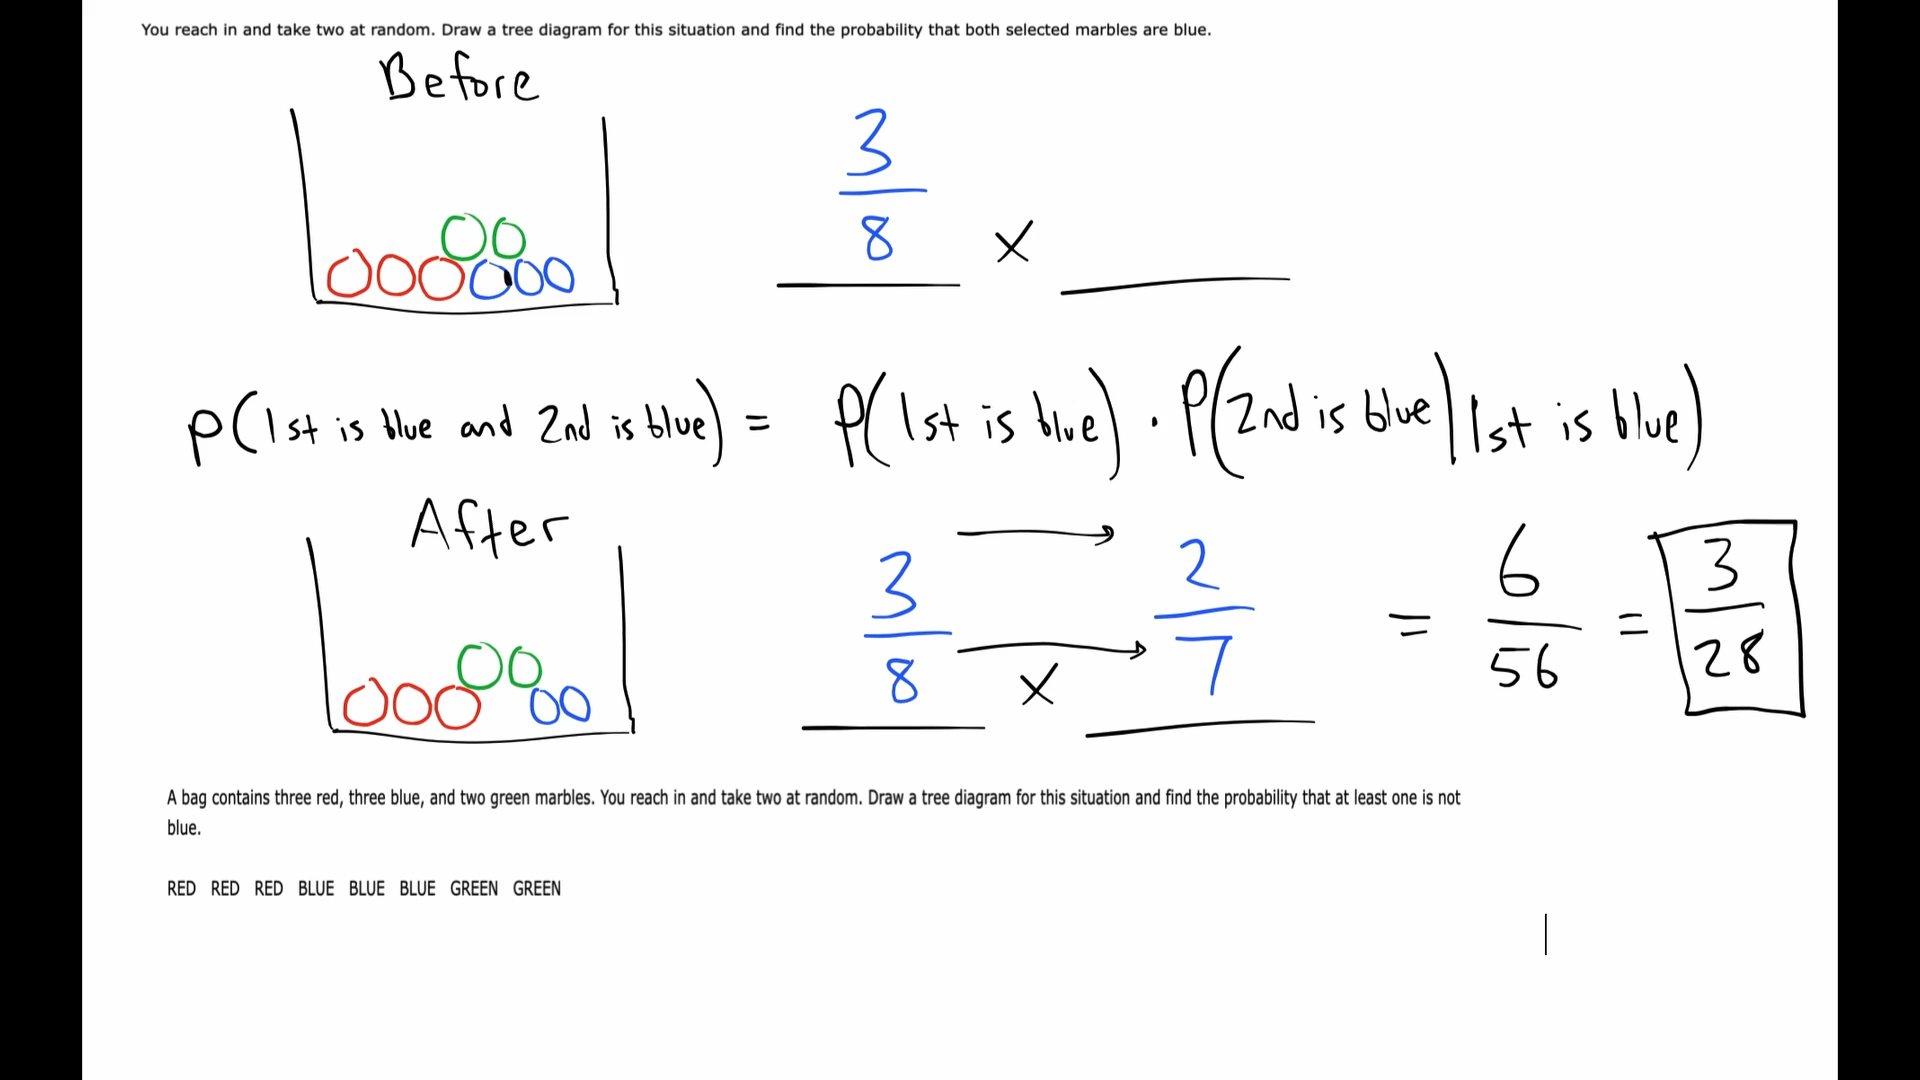 You reach in and take two at random. Draw a tree diagram for this situation and find the probability that both selected marbles are blue.
Before
3
8
X
P(1st is blue and 2nd is blue) = P(1st is blue) · P(2nd is blue | 1st is blue)
After
3
8
X
2
7
=
6
56
=
3
28
A bag contains three red, three blue, and two green marbles. You reach in and take two at random. Draw a tree diagram for this situation and find the probability that at least one is not
blue.
RED RED RED BLUE BLUE BLUE GREEN GREEN